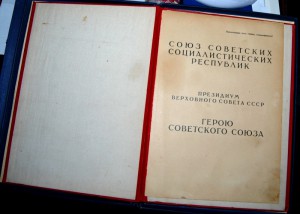 СОЮЗ СОВЕТСКИХ
СОЦИАЛИСТИЧЕСКИХ
РЕСПУБЛИК
ПРЕЗИДИУМ
ВЕРХОВНОГО СОВЕТА СССР
ГЕРОЮ
СОВЕТСКОГО СОЮЗА